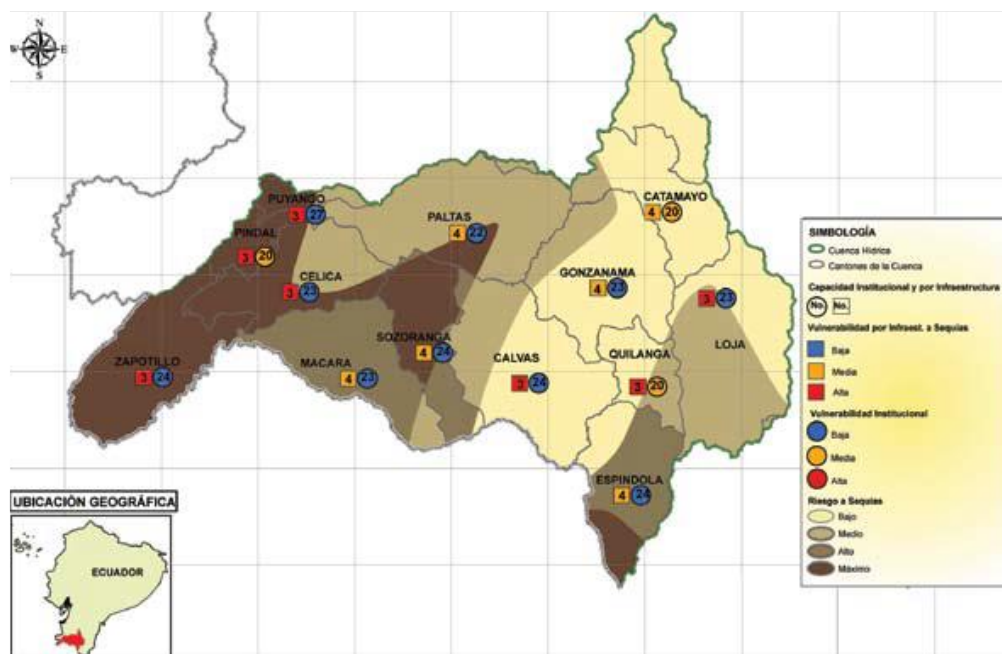 N
W E
S
CATAMAYO
4 20
PUYANGO
3 27
PALTAS
4 22
PINDAL
3 20
GONZANAMA
4 23
CELICA
3 23
3 23
LOJA
SOZORANGA
4 24
ZAPOTILLO
3 24
MACARA
4 23
CALVAS
3 24
QUILANGA
3 20
ESPINDOLA
4 24
SIMBOLOGÍA
Cuenca Hídrica
Cantones de la Cuenca
Capacidad Institucional y por Infraestructura
No. No.
Vulnerabilidad por Infraest. a Sequías
Baja
Media
Alta
Vulnerabilidad Institucional
Baja
Media
Alta
Riesgo a Sequías
Bajo
Medio
Alto
Máximo
UBICACIÓN GEOGRÁFICA
ECUADOR